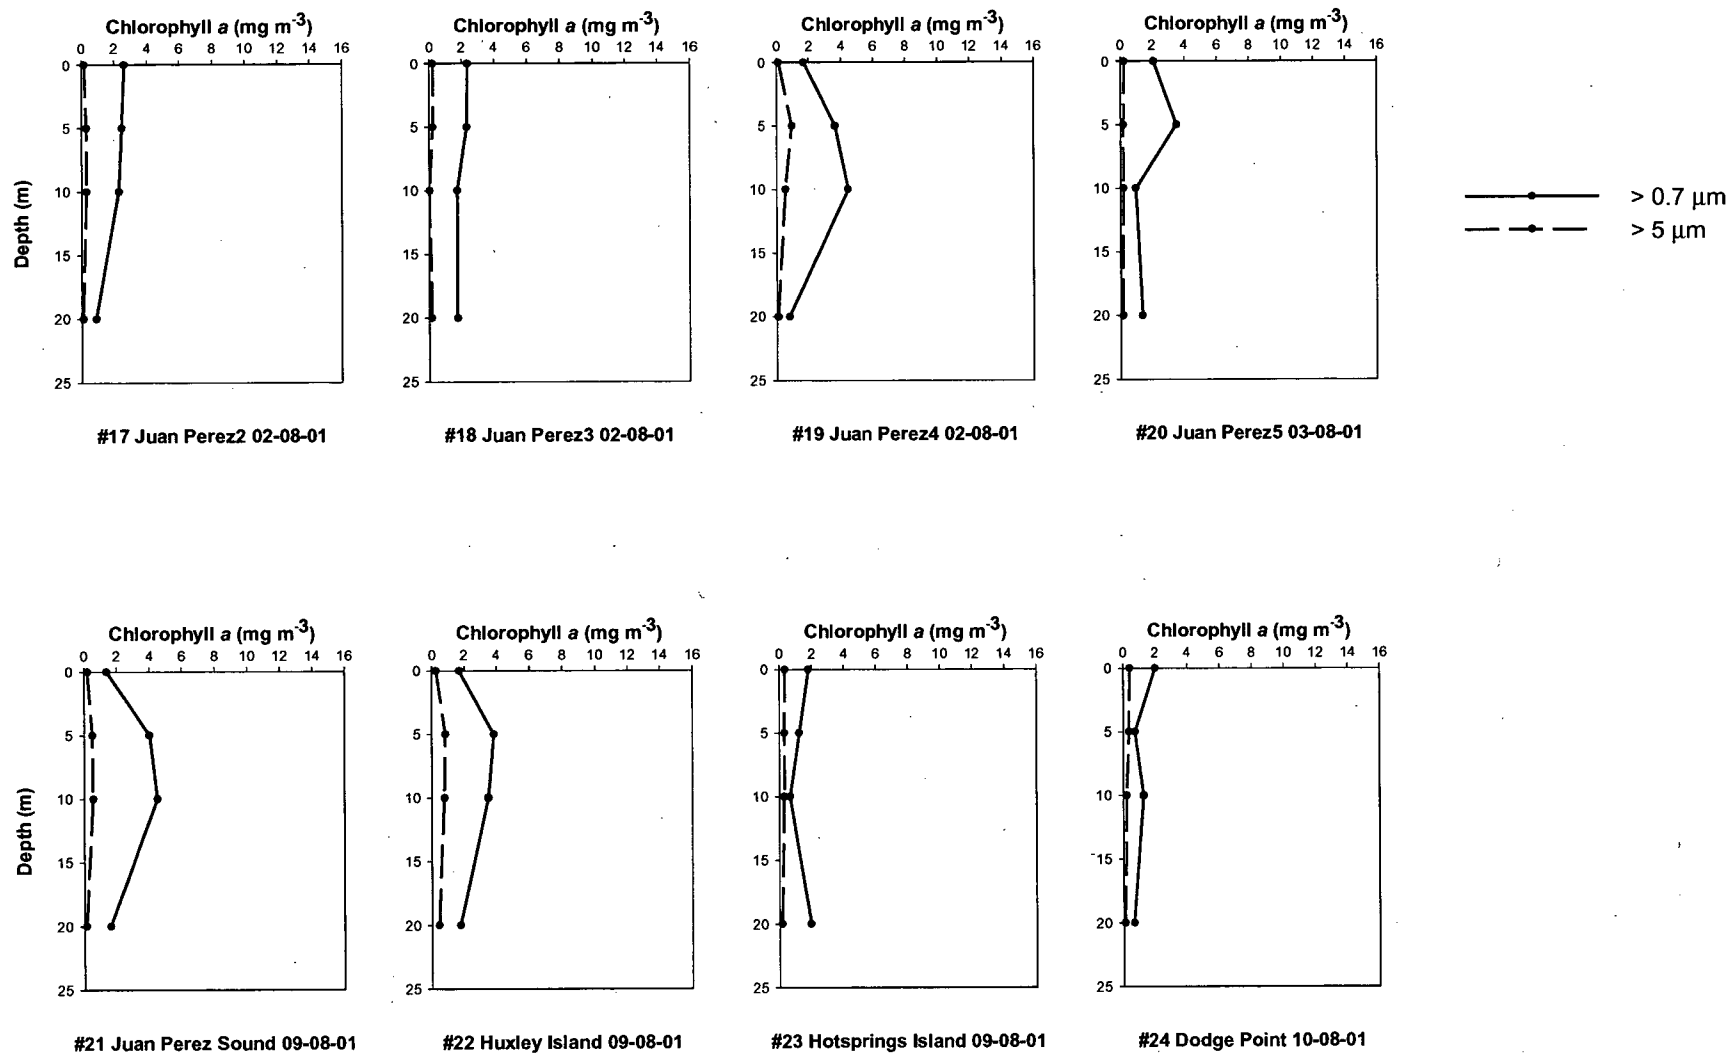 Chlorophyll a (mg m-3)
0 2 4 6 8 10 12 14 16
0
5
10
15
20
25
Depth (m)
#17 Juan Perez2 02-08-01
Chlorophyll a (mg m-3)
0 2 4 6 8 10 12 14 16
0
5
10
15
20
25
#18 Juan Perez3 02-08-01
Chlorophyll a (mg m-3)
0 2 4 6 8 10 12 14 16
0
5
10
15
20
25
#19 Juan Perez4 02-08-01
Chlorophyll a (mg m-3)
0 2 4 6 8 10 12 14 16
0
5
10
15
20
25
#20 Juan Perez5 03-08-01
> 0.7 µm
> 5 µm
Chlorophyll a (mg m-3)
0 2 4 6 8 10 12 14 16
0
5
10
15
20
25
Depth (m)
#21 Juan Perez Sound 09-08-01
Chlorophyll a (mg m-3)
0 2 4 6 8 10 12 14 16
0
5
10
15
20
25
#22 Huxley Island 09-08-01
Chlorophyll a (mg m-3)
0 2 4 6 8 10 12 14 16
0
5
10
15
20
25
#23 Hotsprings Island 09-08-01
Chlorophyll a (mg m-3)
0 2 4 6 8 10 12 14 16
0
5
10
15
20
25
#24 Dodge Point 10-08-01